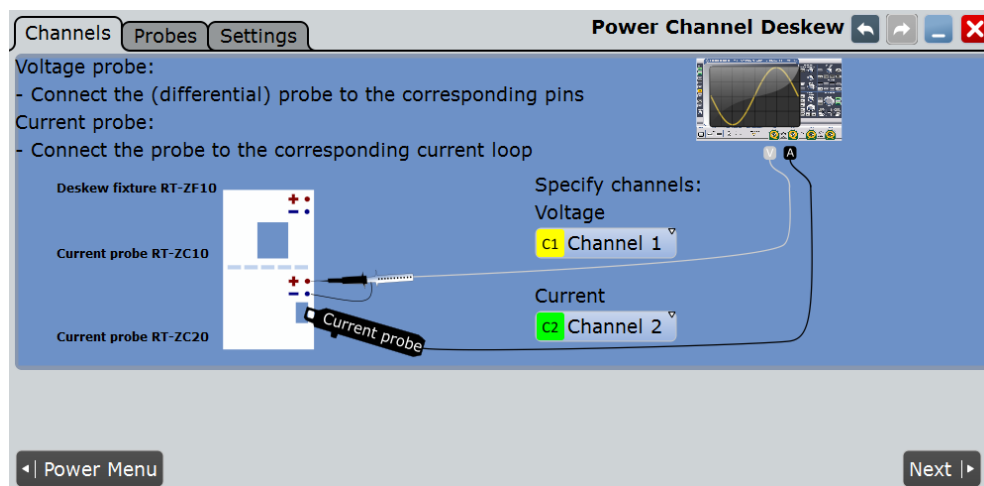 Channels Probes Settings
Power Channel Deskew
Voltage probe:
- Connect the (differential) probe to the corresponding pins
Current probe:
- Connect the probe to the corresponding current loop
V A
Deskew fixture RT-ZF10
Specify channels:
Voltage
C1 Channel 1
Current probe RT-ZC10
Current
C2 Channel 2
Current probe
Current probe RT-ZC20
Power Menu
Next